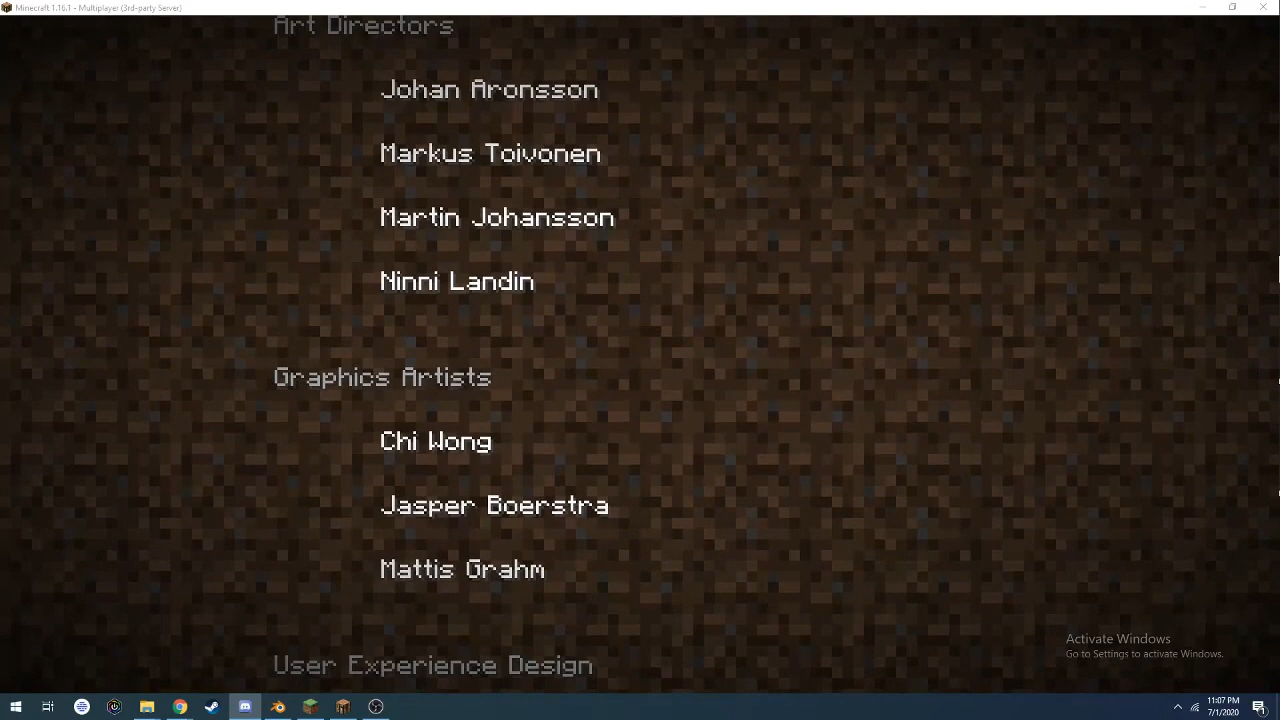 Minecraft 1.16.1 - Multiplayer (3rd-party Server)
Art Directors
Johan Aronsson
Markus Toivonen
Martin Johansson
Ninni Landin
Graphics Artists
Chi Wong
Jasper Boerstra
Mattis Grahm
User Experience Design
Activate Windows
Go to Settings to activate Windows.
11:07 PM
7/1/2020